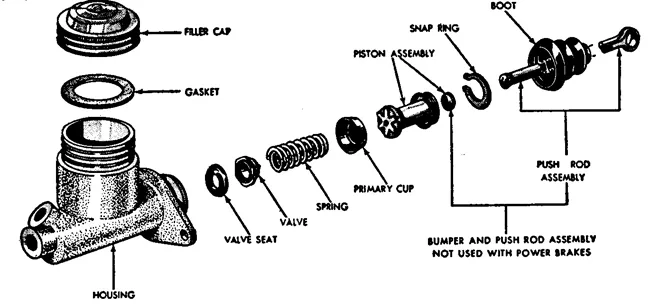 BOOT
SNAP RING
FILLER CAP
PISTON ASSEMBLY
GASKET
PUSH ROD
ASSEMBLY
PRIMARY CUP
SPRING
VALVE
VALVE SEAT
BUMPER AND PUSH ROD ASSEMBLY
NOT USED WITH POWER BRAKES
HOUSING